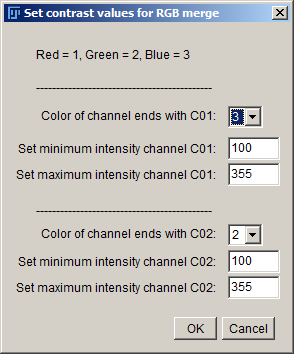 Set contrast values for RGB merge
Red = 1, Green = 2, Blue = 3
--------------------------------------------
Color of channel ends with C01: 3
Set minimum intensity channel C01: 100
Set maximum intensity channel C01: 355
--------------------------------------------
Color of channel ends with C02: 2
Set minimum intensity channel C02: 100
Set maximum intensity channel C02: 355
OK Cancel